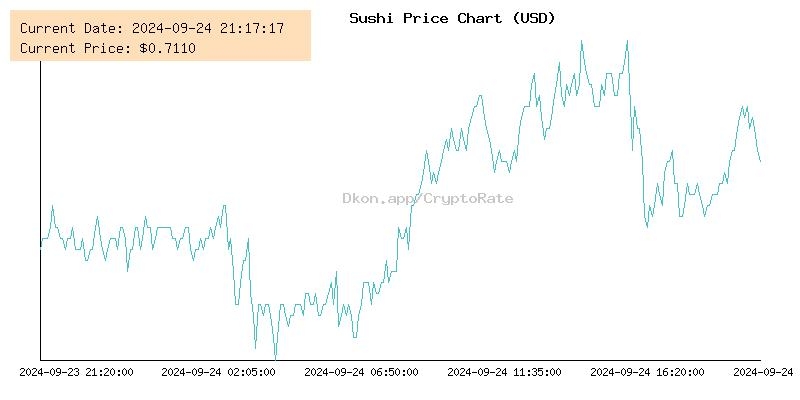 Sushi Price Chart (USD)
Current Date: 2024-09-24 21:17:17
Current Price: $0.7110
Dkon.app/CryptoRate
2024-09-23 21:20:00 2024-09-24 02:05:00 2024-09-24 06:50:00 2024-09-24 11:35:00 2024-09-24 16:20:00 2024-09-24